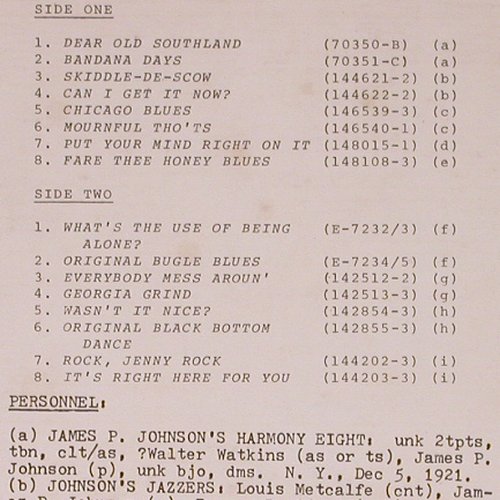 SIDE ONE
1. DEAR OLD SOUTHLAND (70350-B) (a)
2. BANDANA DAYS (70351-C) (a)
3. SKIDDLE-DE-SCOW (144621-2) (b)
4. CAN I GET IT NOW? (144622-2) (b)
5. CHICAGO BLUES (146539-3) (c)
6. MOURNFUL THO'TS (146540-1) (c)
7. PUT YOUR MIND RIGHT ON IT (148015-1) (d)
8. FARE THEE HONEY BLUES (148108-3) (e)
SIDE TWO
1. WHAT'S THE USE OF BEING (E-7232/3) (f)
ALONE?
2. ORIGINAL BUGLE BLUES (E-7234/5) (f)
3. EVERYBODY MESS AROUN' (142512-2) (g)
4. GEORGIA GRIND (142513-3) (g)
5. WASN'T IT NICE? (142854-3) (h)
6. ORIGINAL BLACK BOTTOM (142855-3) (h)
DANCE
7. ROCK, JENNY ROCK (144202-3) (i)
8. IT'S RIGHT HERE FOR YOU (144203-3) (i)
PERSONNEL:
(a) JAMES P. JOHNSON'S HARMONY EIGHT: unk 2tpts,
tbn, clt/as, ?Walter Watkins (as or ts), James P.
Johnson (p), unk bjo, dms. N. Y., Dec 5, 1921.
(b) JOHNSON'S JAZZERS: Louis Metcalfe (cnt), Jam-